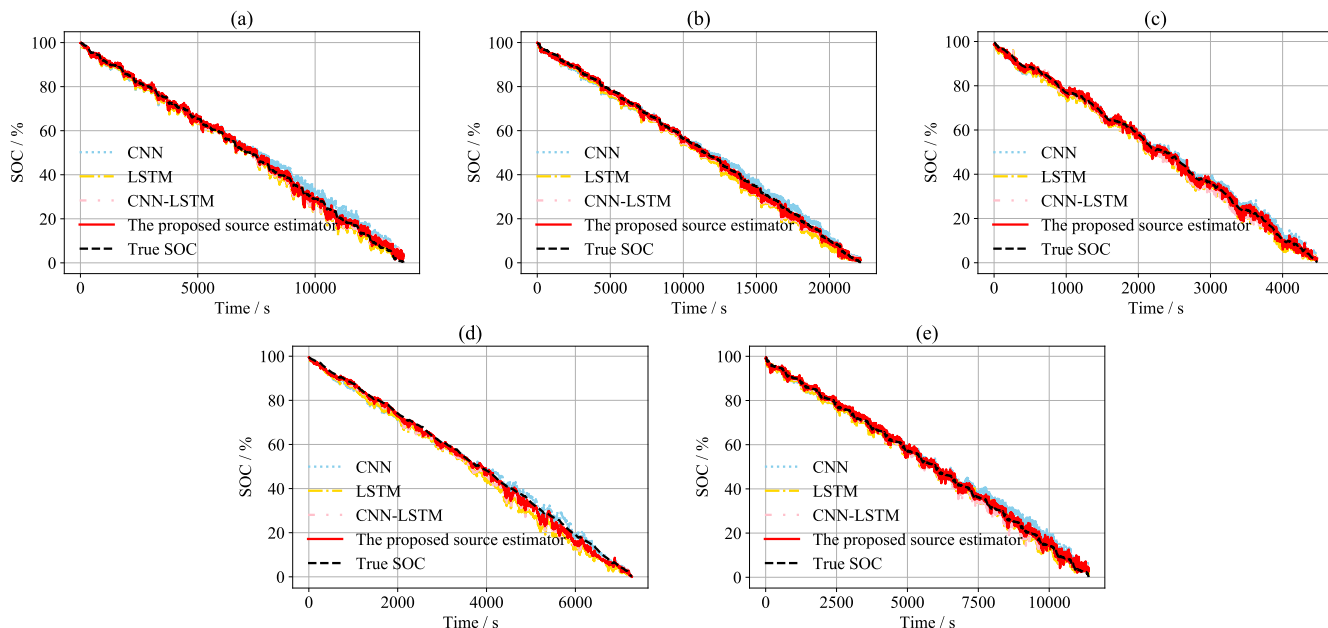 (a)
100
80
60
40
20
0
SOC / %
CNN
LSTM
CNN-LSTM
The proposed source estimator
True SOC
0 5000 10000
Time / s
(b)
100
80
60
40
20
0
SOC / %
CNN
LSTM
CNN-LSTM
The proposed source estimator
True SOC
0 5000 10000 15000 20000
Time / s
(c)
100
80
60
40
20
0
SOC / %
CNN
LSTM
CNN-LSTM
The proposed source estimator
True SOC
0 1000 2000 3000 4000
Time / s
(d)
100
80
60
40
20
0
SOC / %
CNN
LSTM
CNN-LSTM
The proposed source estimator
True SOC
0 2000 4000 6000
Time / s
(e)
100
80
60
40
20
0
SOC / %
CNN
LSTM
CNN-LSTM
The proposed source estimator
True SOC
0 2500 5000 7500 10000
Time / s